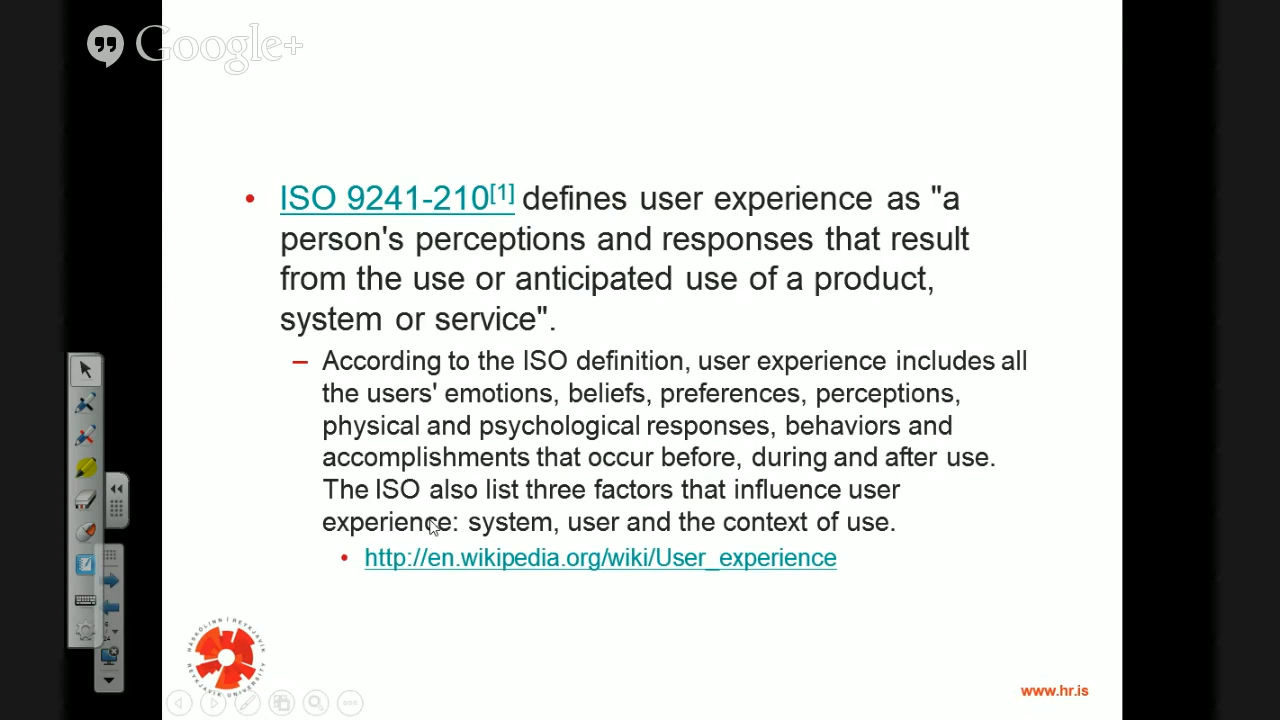 Google+
ISO 9241-210[1] defines user experience as "a
person's perceptions and responses that result
from the use or anticipated use of a product,
system or service".
– According to the ISO definition, user experience includes all
the users' emotions, beliefs, preferences, perceptions,
physical and psychological responses, behaviors and
accomplishments that occur before, during and after use.
The ISO also list three factors that influence user
experience: system, user and the context of use.
http://en.wikipedia.org/wiki/User_experience
HÁSKÓLINN Í REYKJAVÍK
REYKJAVIK UNIVERSITY
www.hr.is